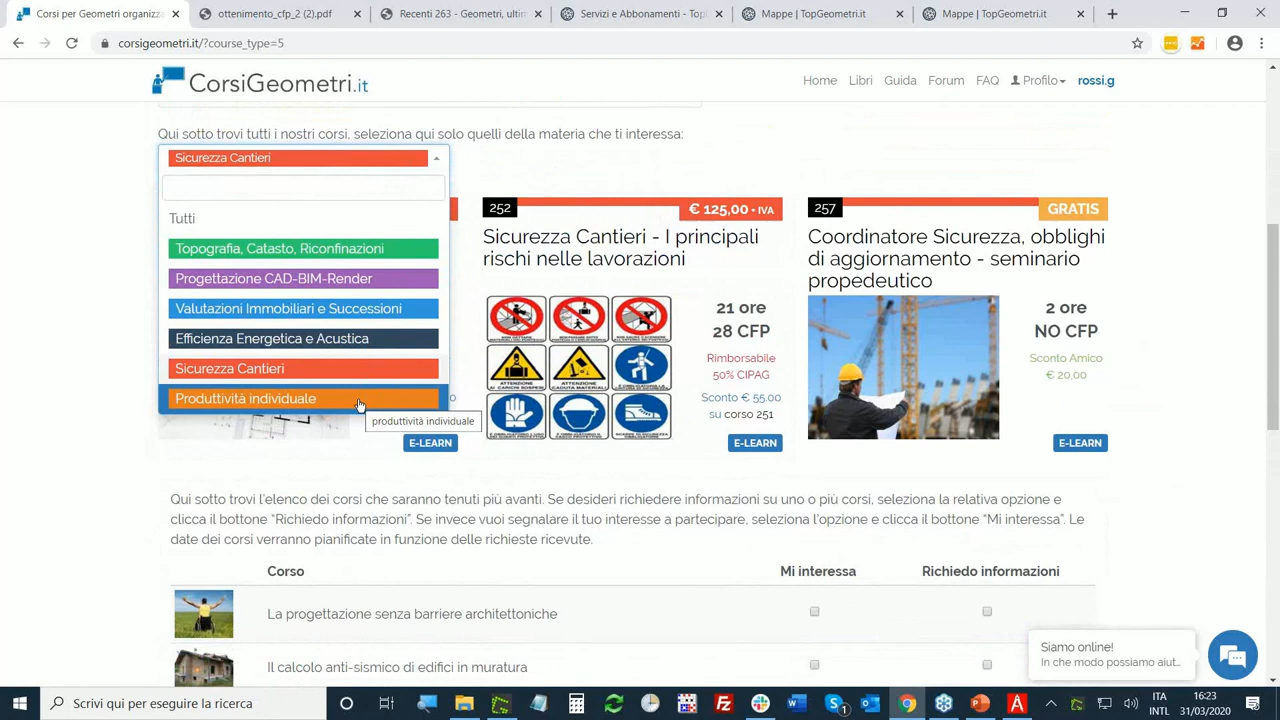 Corsi per Geometri organizza
ottenimento_cfp_2 (2).pdf
Recenti 263 - Geometri, ultim
Servizi e Abbonamenti - Topl
Mappe | TopGeometri.it
Mappe | TopGeometri.it
corsigeometri.it/?course_type=5
CorsiGeometri.it
Home Libri Guida Forum FAQ Profilo rossi.g
Qui sotto trovi tutti i nostri corsi, seleziona qui solo quelli della materia che ti interessa:
Sicurezza Cantieri
Tutti
Topografia, Catasto, Riconfinazioni
Progettazione CAD-BIM-Render
Valutazioni Immobiliari e Successioni
Efficienza Energetica e Acustica
Sicurezza Cantieri
Produttività individuale
produttività individuale
E-LEARN
252
€ 125,00 + IVA
Sicurezza Cantieri - I principali
rischi nelle lavorazioni
21 ore
28 CFP
Rimborsabile
50% CIPAG
Sconto € 55,00
su corso 251
E-LEARN
257
GRATIS
Coordinatore Sicurezza, obblighi
di aggiornamento - seminario
propedeutico
2 ore
NO CFP
Sconto Amico
€ 20,00
E-LEARN
Qui sotto trovi l'elenco dei corsi che saranno tenuti più avanti. Se desideri richiedere informazioni su uno o più corsi, seleziona la relativa opzione e
clicca il bottone "Richiedo informazioni". Se invece vuoi segnalare il tuo interesse a partecipare, seleziona l'opzione e clicca il bottone "Mi interessa". Le
date dei corsi verranno pianificate in funzione delle richieste ricevute.
Corso Mi interessa Richiedo informazioni
La progettazione senza barriere architettoniche
Il calcolo anti-sismico di edifici in muratura
Siamo online!
In che modo possiamo aiut...
Scrivi qui per eseguire la ricerca
ITA
INTL
16:23
31/03/2020